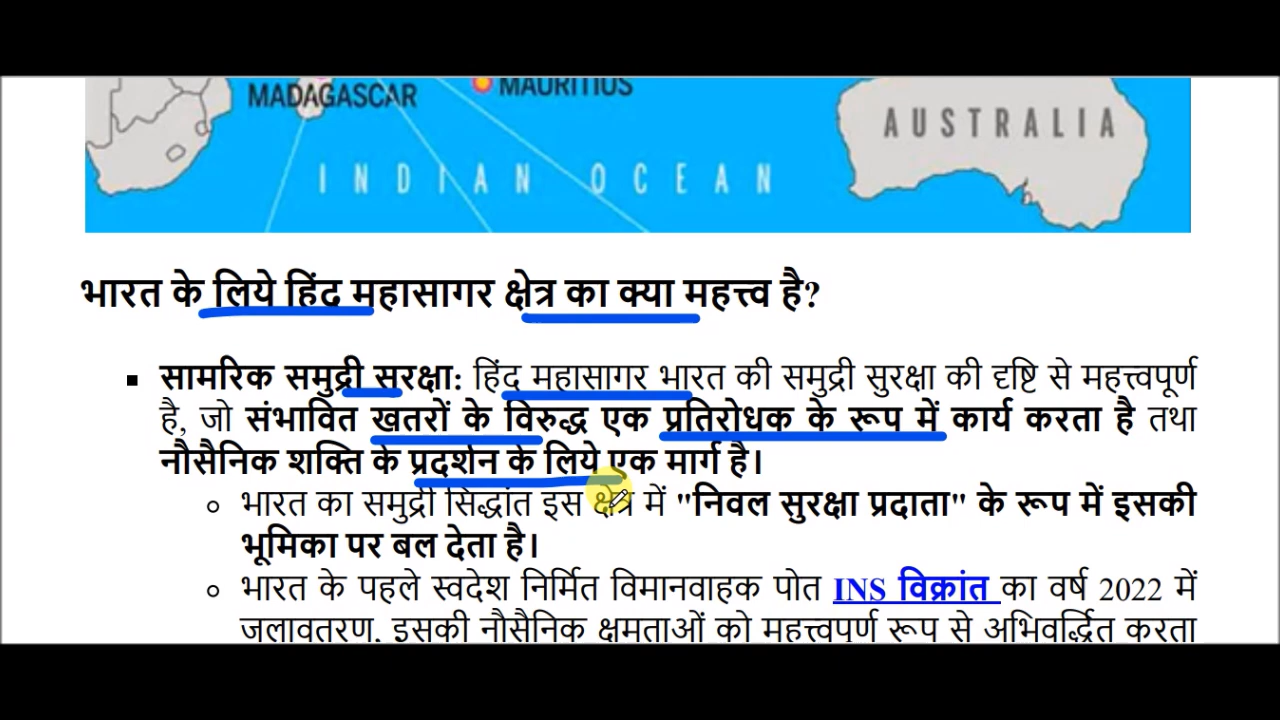 MADAGASCAR
MAURITIUS
AUSTRALIA
INDIAN OCEAN
भारत के लिये हिंद महासागर क्षेत्र का क्या महत्त्व है?
सामरिक समुद्री सुरक्षा: हिंद महासागर भारत की समुद्री सुरक्षा की दृष्टि से महत्त्वपूर्ण
है, जो संभावित खतरों के विरुद्ध एक प्रतिरोधक के रूप में कार्य करता है तथा
नौसैनिक शक्ति के प्रदर्शन के लिये एक मार्ग है।
भारत का समुद्री सिद्धांत इस क्षेत्र में "निवल सुरक्षा प्रदाता" के रूप में इसकी
भूमिका पर बल देता है।
भारत के पहले स्वदेश निर्मित विमानवाहक पोत INS विक्रांत का वर्ष 2022 में
जलावतरण, इसकी नौसैनिक क्षमताओं को महत्त्वपूर्ण रूप से अभिवर्द्धित करता